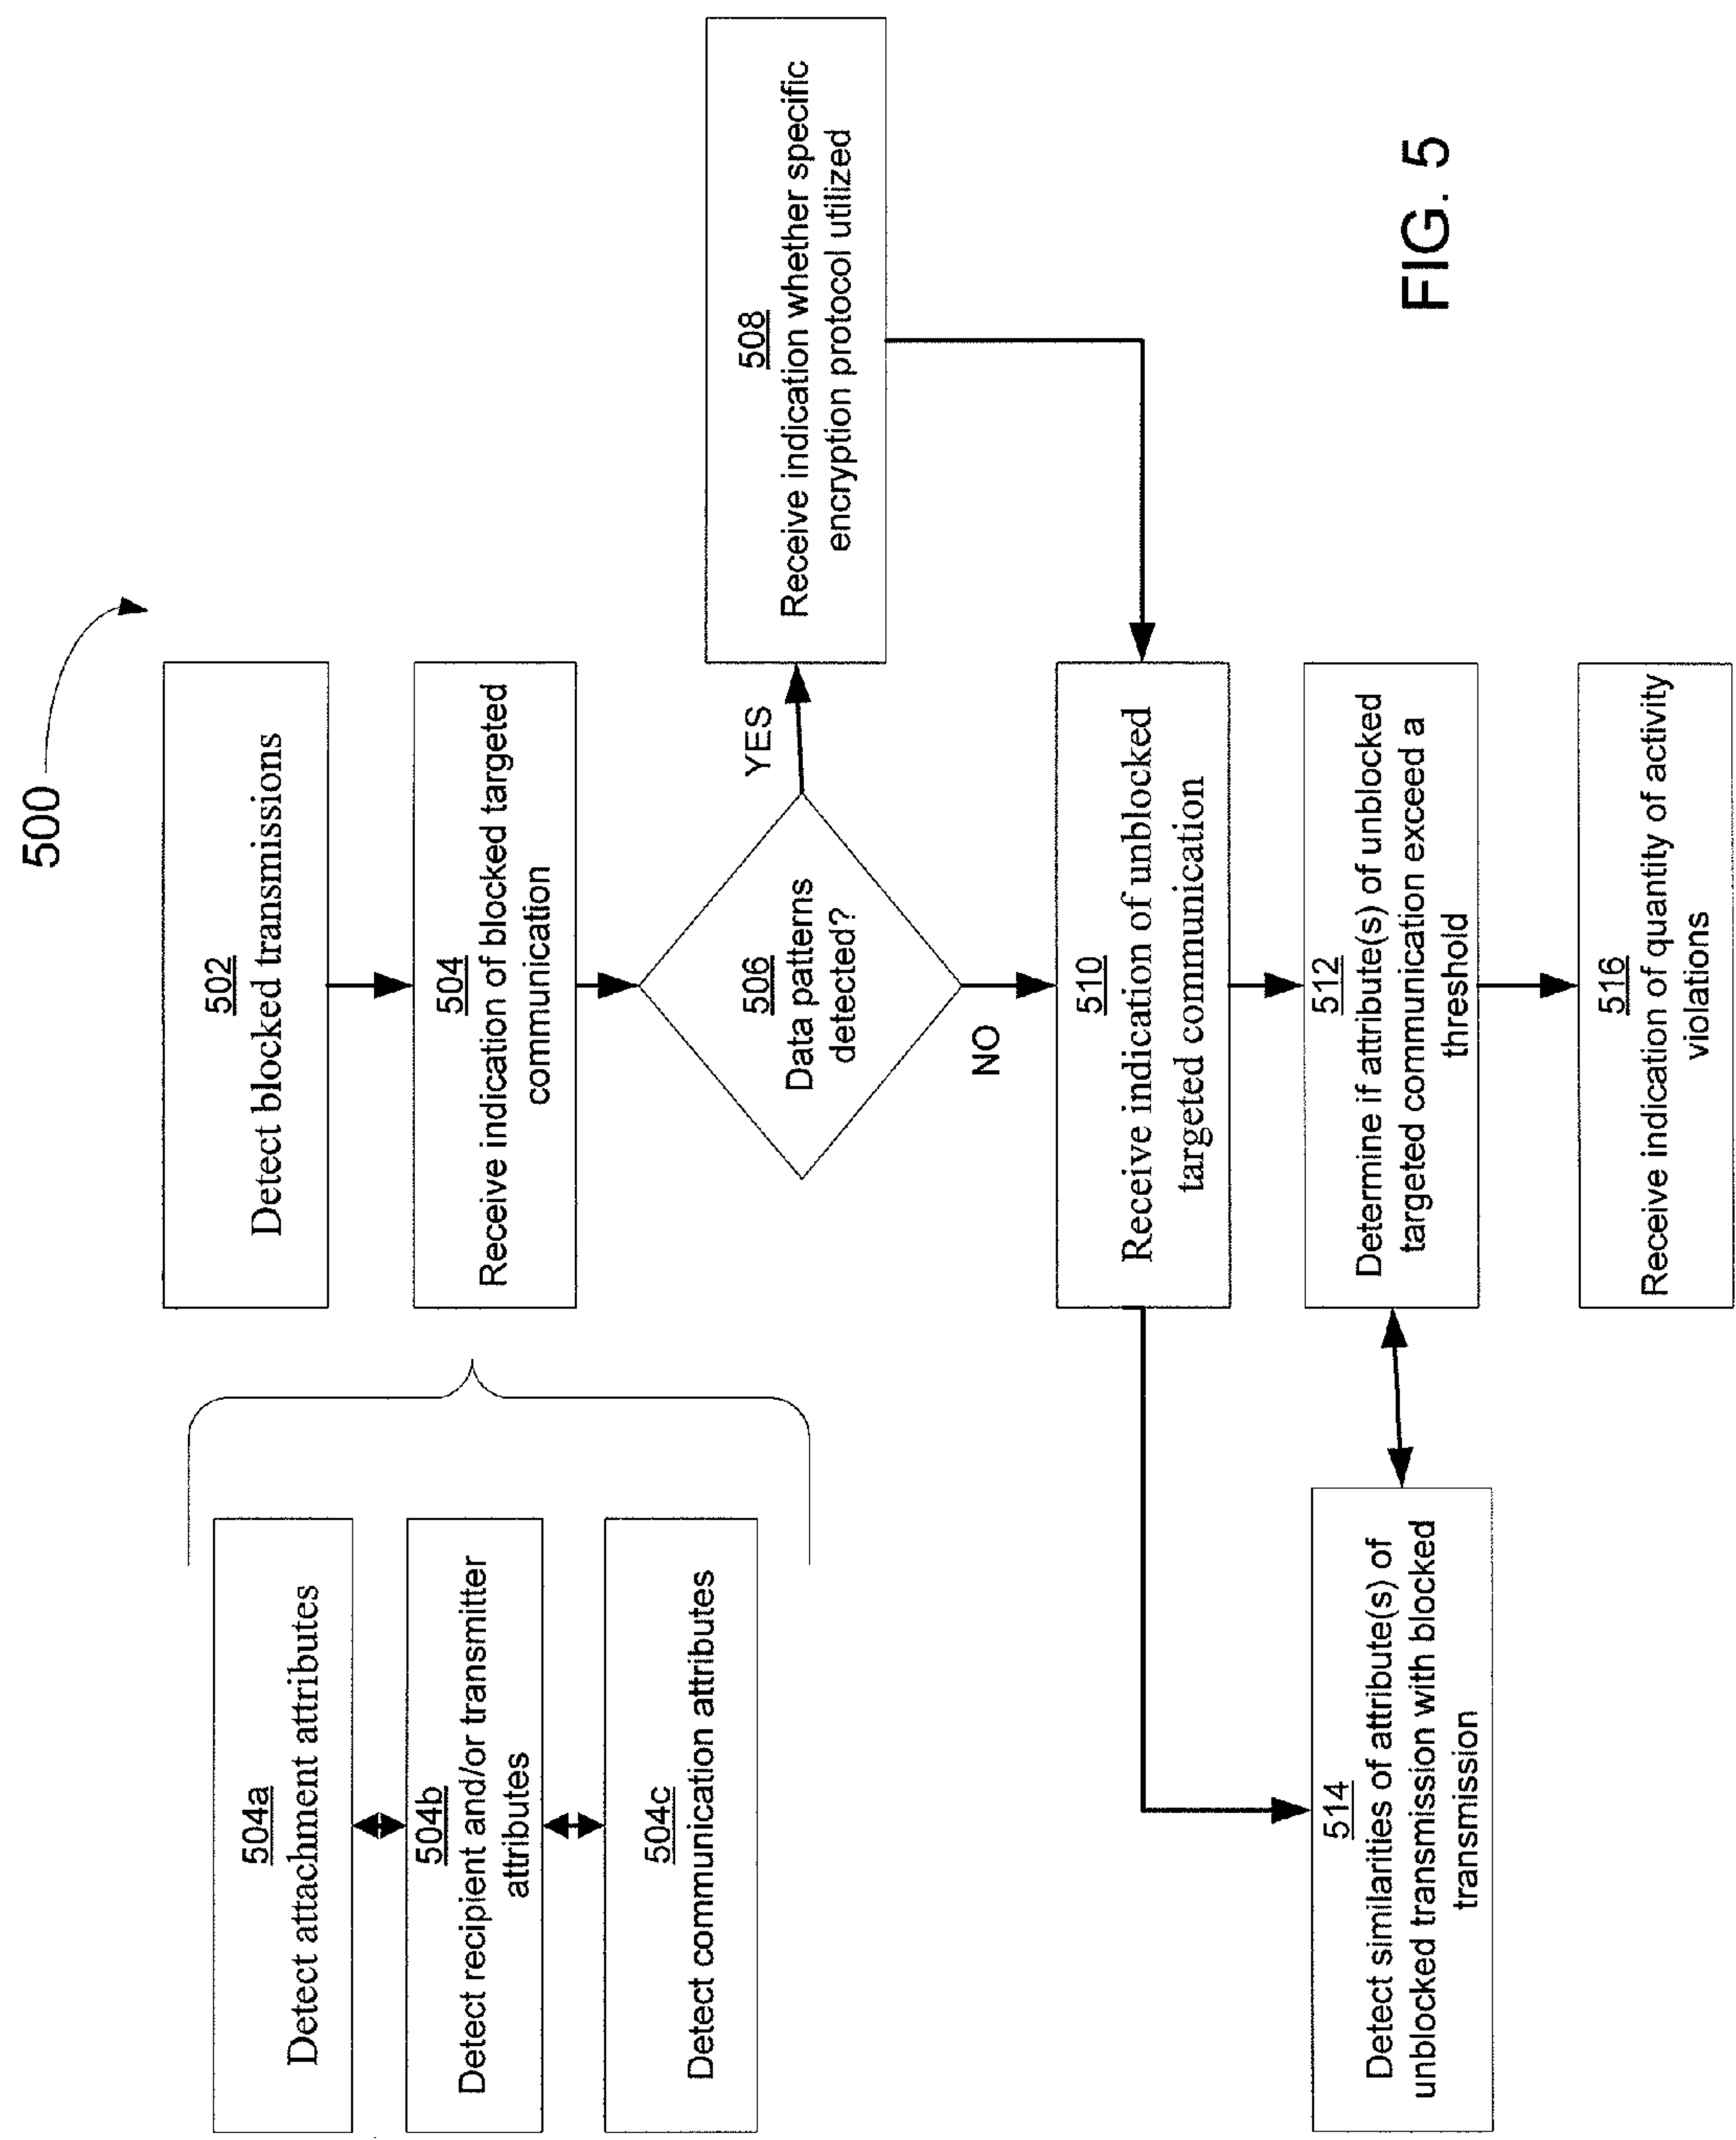 500
502
Detect blocked transmissions
504a
Detect attachment attributes
504b
Detect recipient and/or transmitter
attributes
504c
Detect communication attributes
504
Receive indication of blocked targeted
communication
506
Data patterns
detected?
YES
508
Receive indication whether specific
encryption protocol utilized
NO
510
Receive indication of unblocked
targeted communication
512
Determine if attribute(s) of unblocked
targeted communication exceed a
threshold
514
Detect similarities of attribute(s) of
unblocked transmission with blocked
transmission
516
Receive indication of quantity of activity
violations
FIG. 5